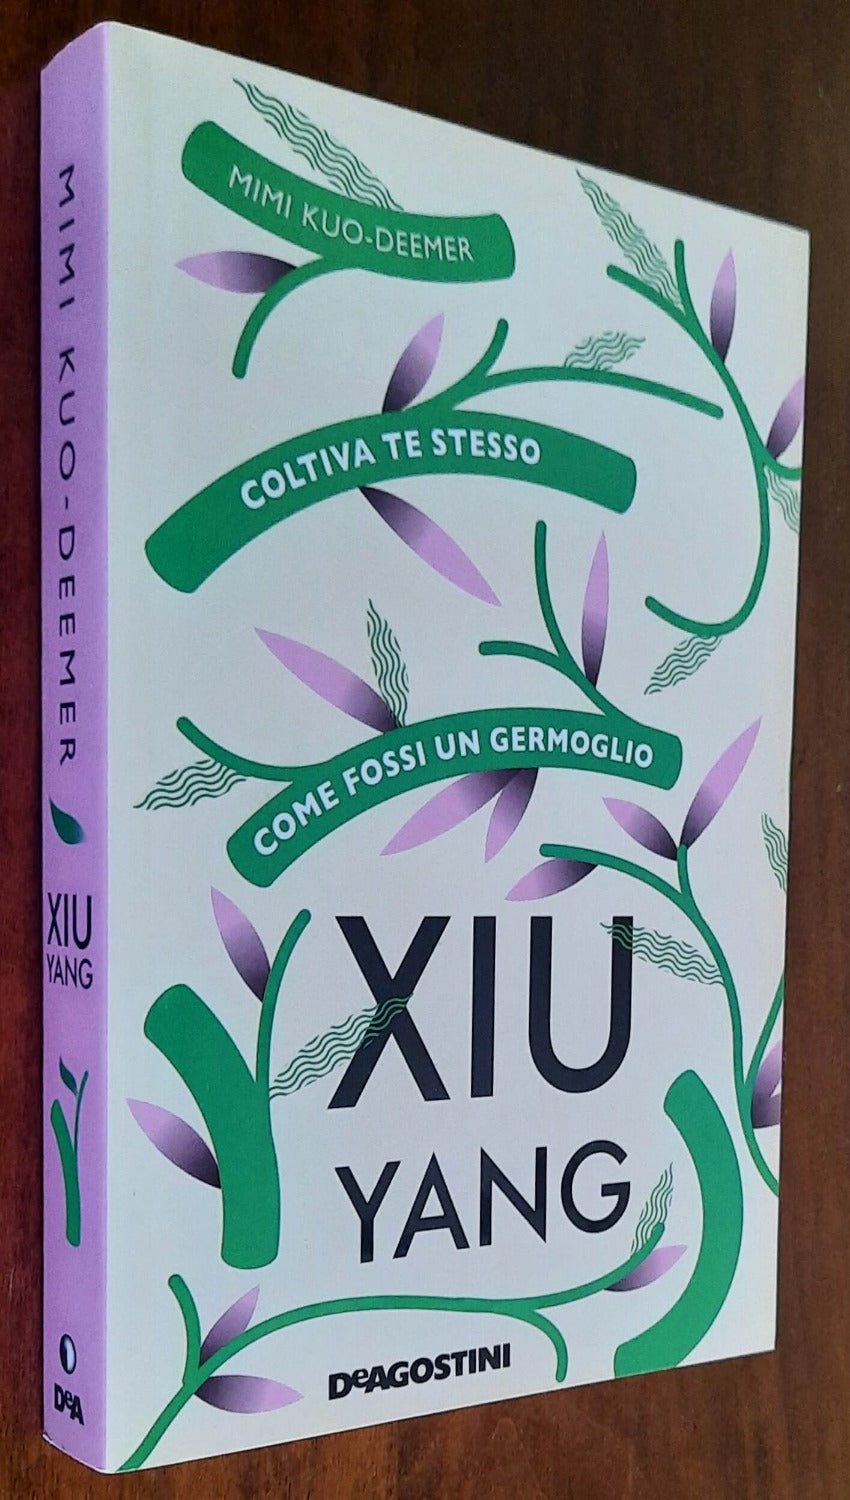 MIMI KUO-DEEMER
COLTIVA TE STESSO
COME FOSSI UN GERMOGLIO
XIU
YANG
DeAGOSTINI
MIMI KUO-DEEMER
XIU
YANG
DeA